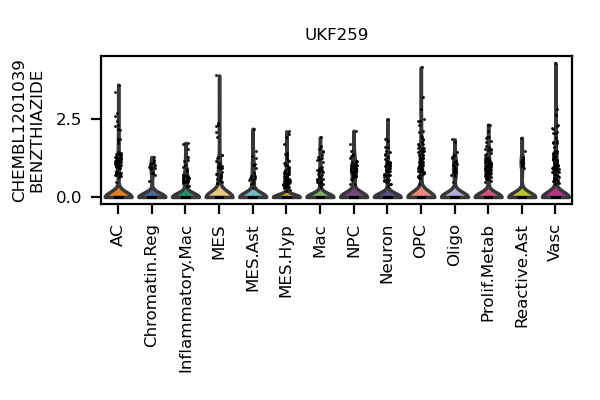 UKF259
CHEMBL1201039
BENZTHIAZIDE
2.5
0.0
AC
Chromatin.Reg
Inflammatory.Mac
MES
MES.Ast
MES.Hyp
Mac
NPC
Neuron
OPC
Oligo
Prolif.Metab
Reactive.Ast
Vasc